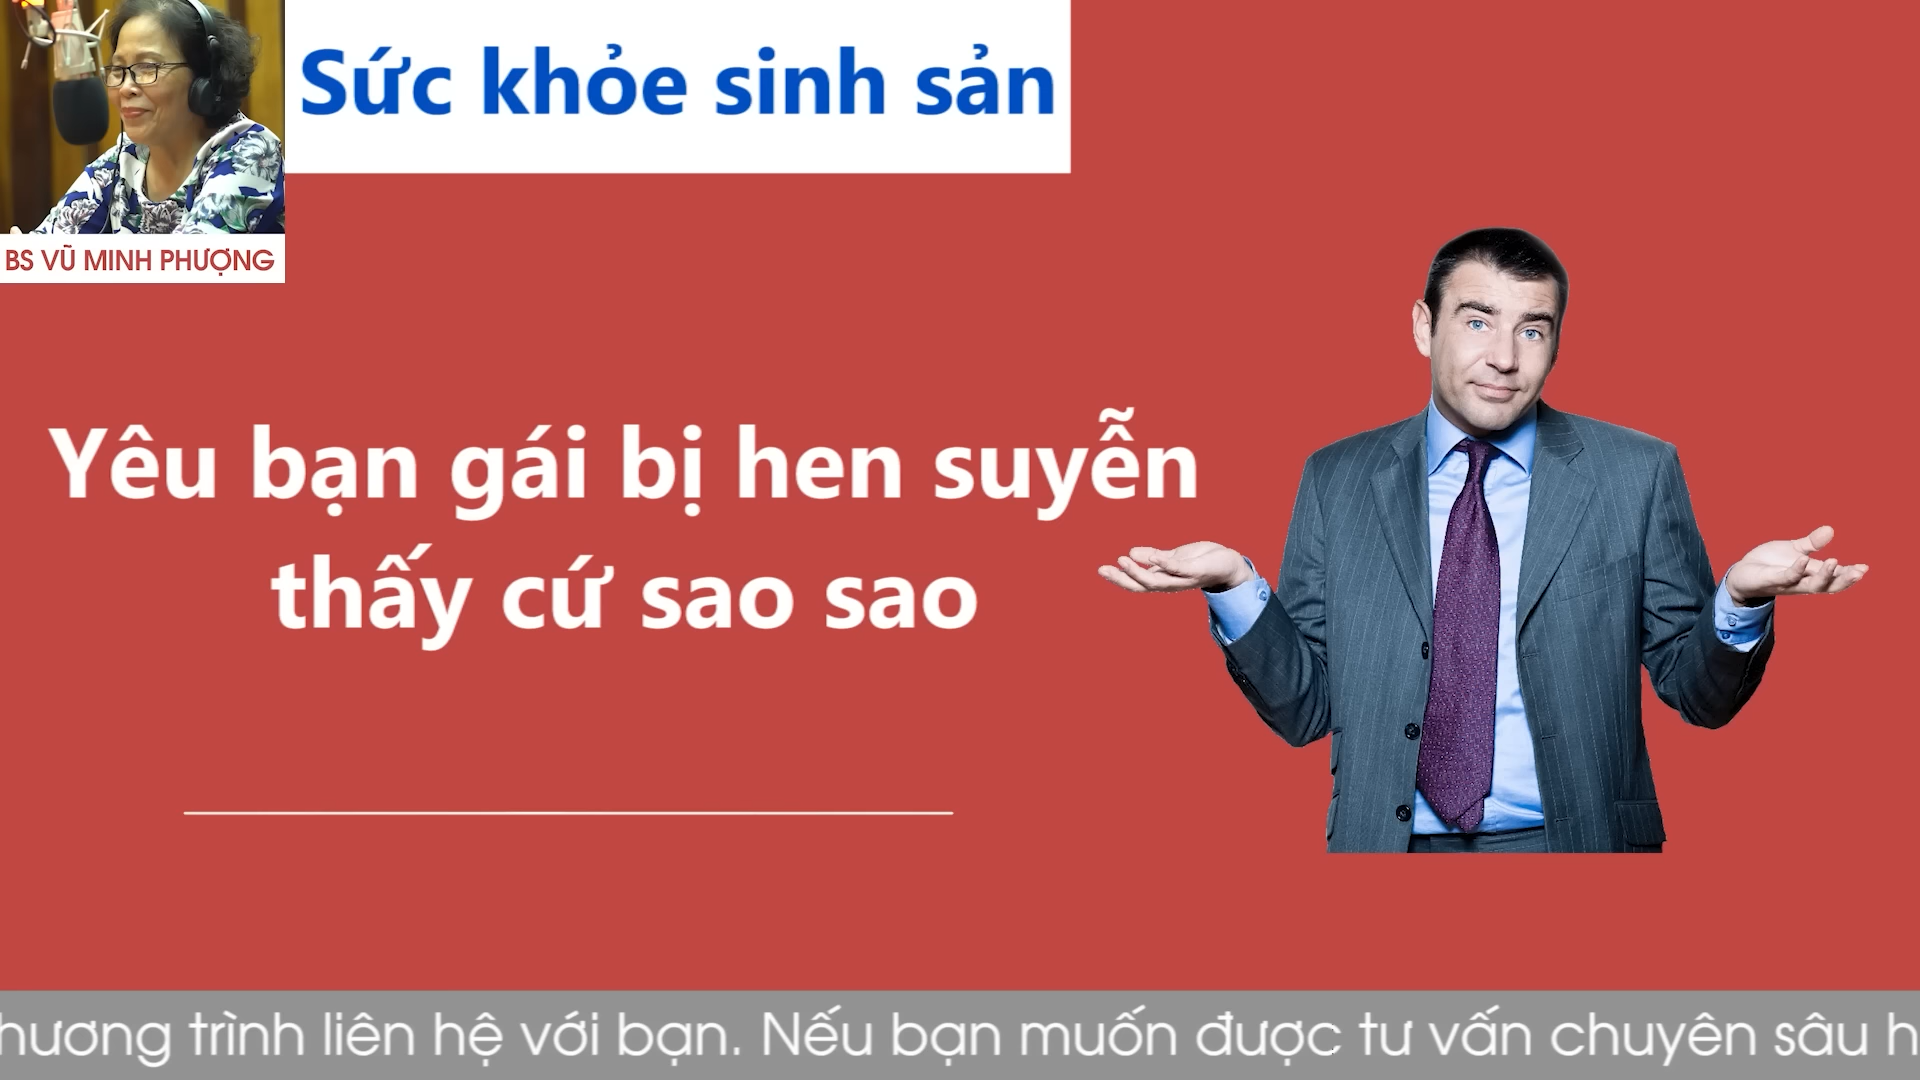 Sức khỏe sinh sản
BS VŨ MINH PHƯỢNG
Yêu bạn gái bị hen suyễn
thấy cứ sao sao
hương trình liên hệ với bạn. Nếu bạn muốn được tư vấn chuyên sâu h